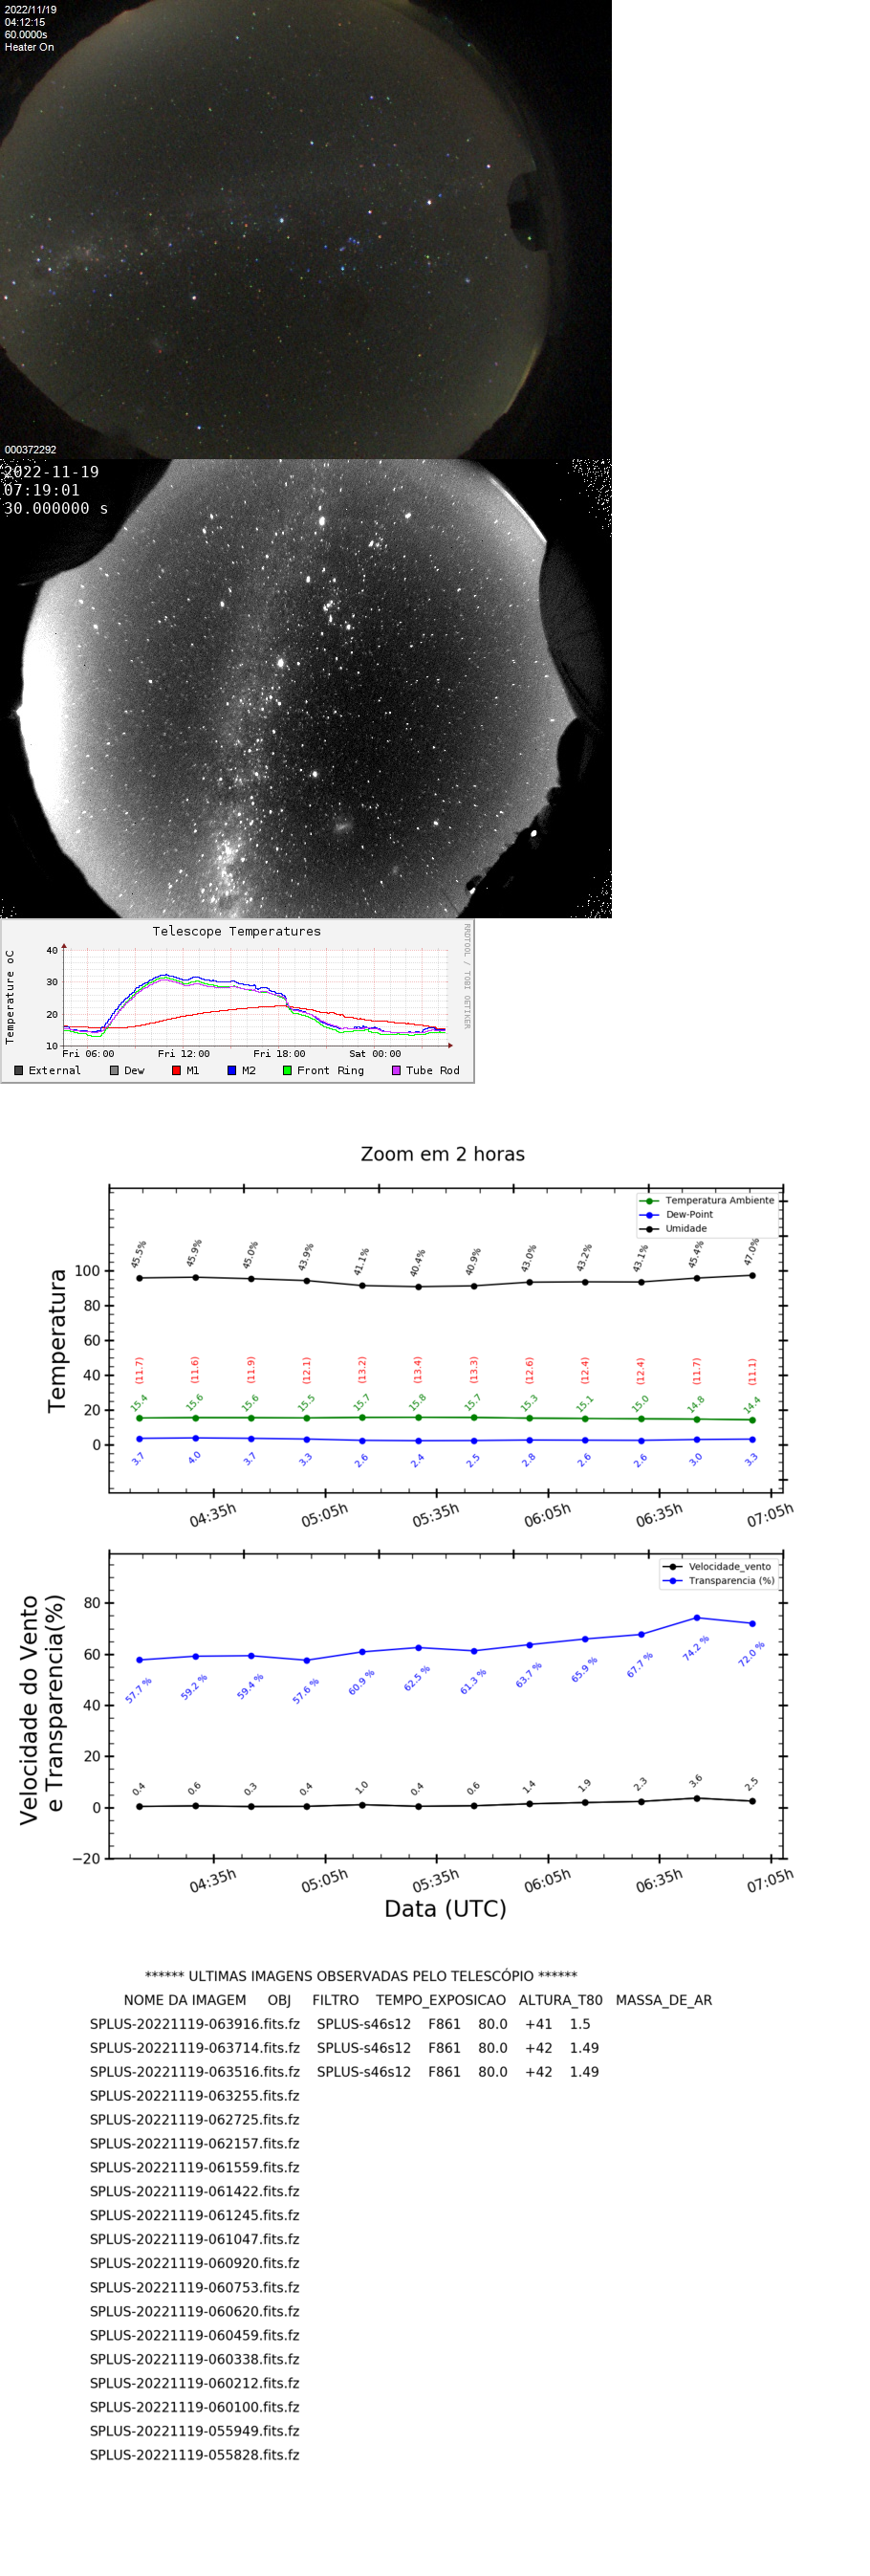 2022/11/19
04:12:15
60.0000s
Heater On
000372292
2022-11-19
07:19:01
30.000000 s
Telescope Temperatures
RRDTOOL / TOBI OETIKER
Temperature oC
40
30
20
10
Fri 06:00 Fri 12:00 Fri 18:00 Sat 00:00
External Dew M1 M2 Front Ring Tube Rod
Zoom em 2 horas
Temperatura Ambiente
Dew-Point
Umidade
45.5% 45.9% 45.0% 43.9% 41.1% 40.4% 40.9% 43.0% 43.2% 43.1% 45.4% 47.0%
Temperatura
100
80
60
40
20
0
(11.7) (11.6) (11.9) (12.1) (13.2) (13.4) (13.3) (12.6) (12.4) (12.4) (11.7) (11.1)
15.4 15.6 15.6 15.5 15.7 15.8 15.7 15.3 15.1 15.0 14.8 14.4
3.7 4.0 3.7 3.3 2.6 2.4 2.5 2.8 2.6 2.6 3.0 3.3
04:35h 05:05h 05:35h 06:05h 06:35h 07:05h
Velocidade_vento
Transparencia (%)
Velocidade do Vento
e Transparencia(%)
80
60
40
20
0
−20
57.7 % 59.2 % 59.4 % 57.6 % 60.9 % 62.5 % 61.3 % 63.7 % 65.9 % 67.7 % 74.2 % 72.0 %
0.4 0.6 0.3 0.4 1.0 0.4 0.6 1.4 1.9 2.3 3.6 2.5
04:35h 05:05h 05:35h 06:05h 06:35h 07:05h
Data (UTC)
****** ULTIMAS IMAGENS OBSERVADAS PELO TELESCÓPIO ******
NOME DA IMAGEM OBJ FILTRO TEMPO_EXPOSICAO ALTURA_T80 MASSA_DE_AR
SPLUS-20221119-063916.fits.fz SPLUS-s46s12 F861 80.0 +41 1.5
SPLUS-20221119-063714.fits.fz SPLUS-s46s12 F861 80.0 +42 1.49
SPLUS-20221119-063516.fits.fz SPLUS-s46s12 F861 80.0 +42 1.49
SPLUS-20221119-063255.fits.fz
SPLUS-20221119-062725.fits.fz
SPLUS-20221119-062157.fits.fz
SPLUS-20221119-061559.fits.fz
SPLUS-20221119-061422.fits.fz
SPLUS-20221119-061245.fits.fz
SPLUS-20221119-061047.fits.fz
SPLUS-20221119-060920.fits.fz
SPLUS-20221119-060753.fits.fz
SPLUS-20221119-060620.fits.fz
SPLUS-20221119-060459.fits.fz
SPLUS-20221119-060338.fits.fz
SPLUS-20221119-060212.fits.fz
SPLUS-20221119-060100.fits.fz
SPLUS-20221119-055949.fits.fz
SPLUS-20221119-055828.fits.fz